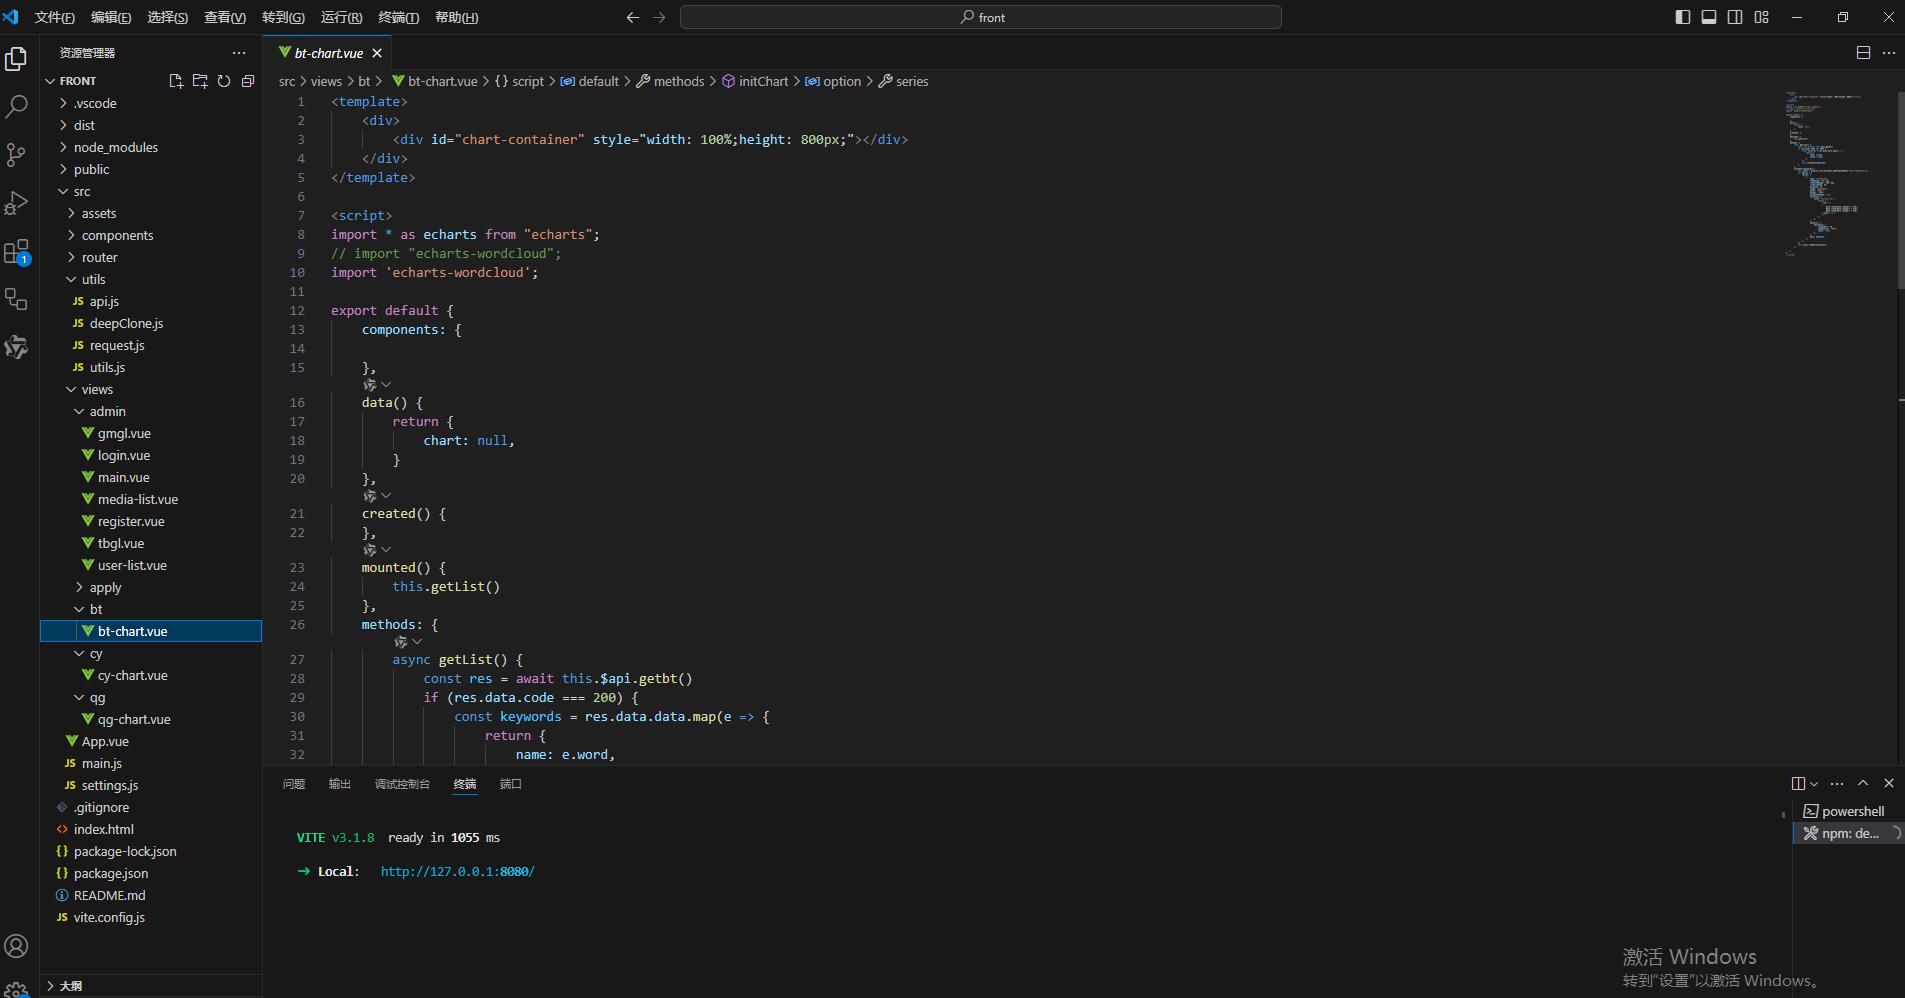 文件(F) 编辑(E) 选择(S) 查看(V) 转到(G) 运行(R) 终端(T) 帮助(H)
front
资源管理器
FRONT
.vscode
dist
node_modules
public
src
assets
components
router
utils
JS api.js
JS deepClone.js
JS request.js
JS utils.js
views
admin
gmgl.vue
login.vue
main.vue
media-list.vue
register.vue
tbgl.vue
user-list.vue
apply
bt
bt-chart.vue
cy
cy-chart.vue
qg
qg-chart.vue
App.vue
JS main.js
JS settings.js
.gitignore
<> index.html
{} package-lock.json
{} package.json
README.md
JS vite.config.js
大纲
1
bt-chart.vue
src > views > bt > bt-chart.vue > {} script > default > methods > initChart > option > series
1 <template>
2 <div>
3 <div id="chart-container" style="width: 100%;height: 800px;"></div>
4 </div>
5 </template>
6
7 <script>
8 import * as echarts from "echarts";
9 // import "echarts-wordcloud";
10 import 'echarts-wordcloud';
11
12 export default {
13 components: {
14
15 },
16 data() {
17 return {
18 chart: null,
19 }
20 },
21 created() {
22 },
23 mounted() {
24 this.getList()
25 },
26 methods: {
27 async getList() {
28 const res = await this.$api.getbt()
29 if (res.data.code === 200) {
30 const keywords = res.data.data.map(e => {
31 return {
32 name: e.word,
问题 输出 调试控制台 终端 端口
VITE v3.1.8 ready in 1055 ms
➜ Local: http://127.0.0.1:8080/
powershell
npm: de...
激活 Windows
转到"设置"以激活 Windows。